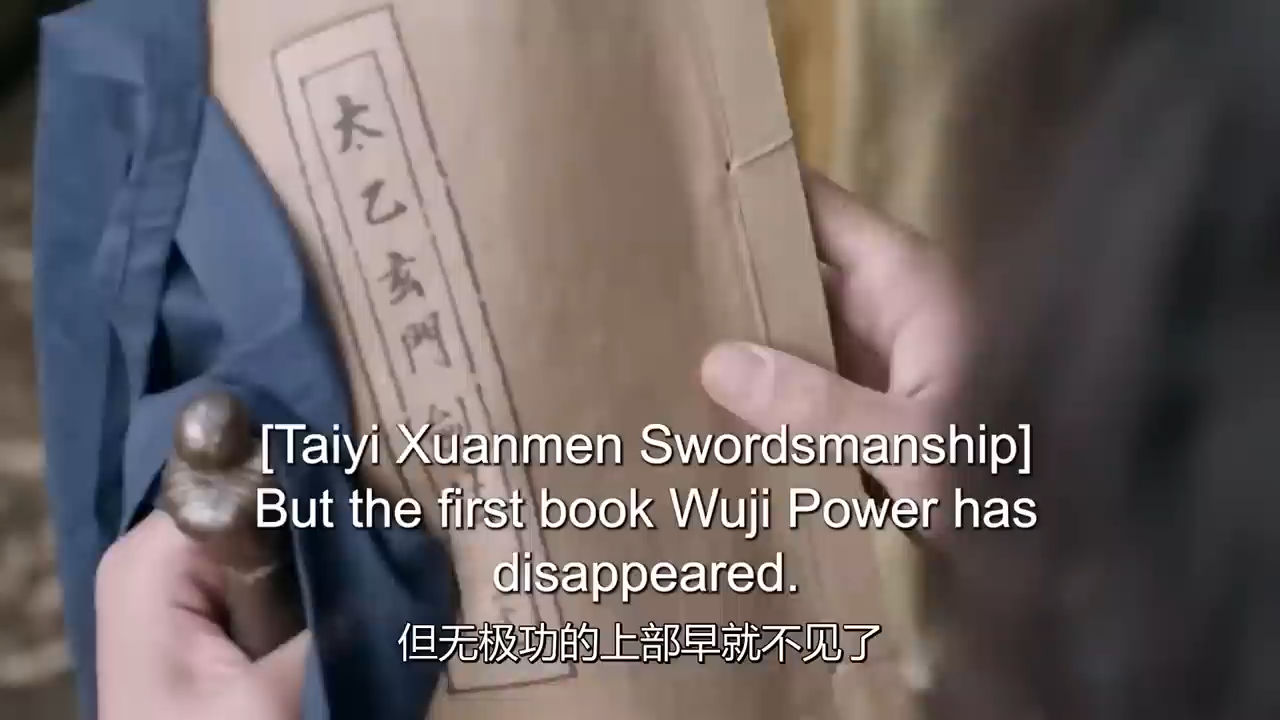 太乙玄門
[Taiyi Xuanmen Swordsmanship]
But the first book Wuji Power has
disappeared.
但无极功的上部早就不见了